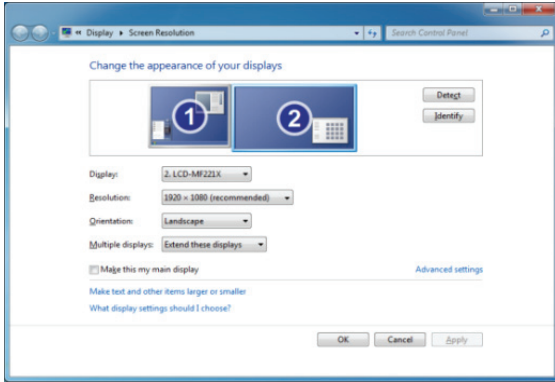 « Display ▸ Screen Resolution
Search Control Panel
Change the appearance of your displays
1
2
Detect
Identify
Display: 2. LCD-MF221X
Resolution: 1920 × 1080 (recommended)
Orientation: Landscape
Multiple displays: Extend these displays
Make this my main display
Advanced settings
Make text and other items larger or smaller
What display settings should I choose?
OK Cancel Apply